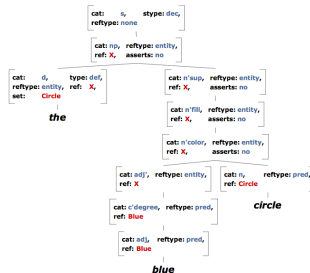 cat: s, stype: dec,
reftype: none
cat: np, reftype: entity,
ref: X, asserts: no
cat: d, type: def,
reftype: entity, ref: X,
set: Circle
the
cat: n'sup, reftype: entity,
ref: X, asserts: no
cat: n'fill, reftype: entity,
ref: X, asserts: no
cat: n'color, reftype: entity,
ref: X, asserts: no
cat: adj', reftype: entity,
ref: X
cat: n, reftype: pred,
ref: Circle
circle
cat: c'degree, reftype: pred,
ref: Blue
cat: adj, reftype: pred,
ref: Blue
blue